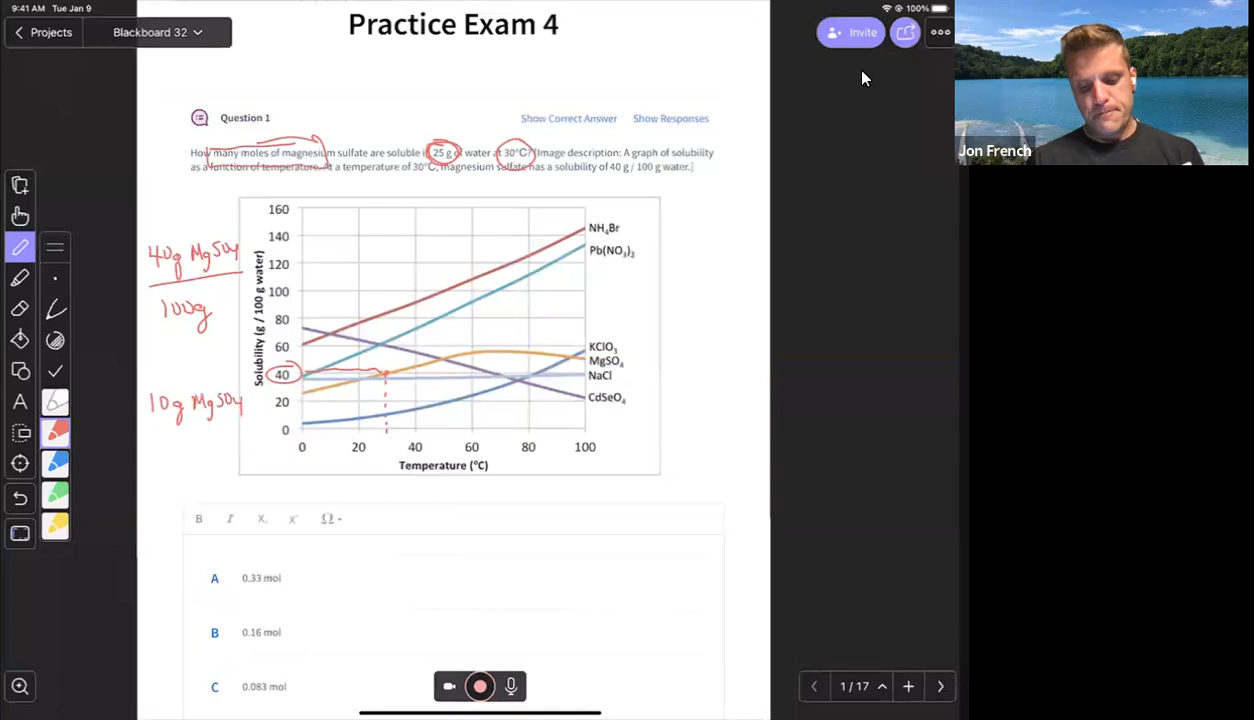 9:41 AM Tue Jan 9
100%
Projects
Blackboard 32
Practice Exam 4
Invite
Jon French
Question 1
Show Correct Answer
Show Responses
How many moles of magnesium sulfate are soluble in 25 g of water at 30°C? [Image description: A graph of solubility
as a function of temperature. At a temperature of 30°C, magnesium sulfate has a solubility of 40 g / 100 g water.]
40g MgSO4
100g
10g MgSO4
Solubility (g / 100 g water)
160
140
120
100
80
60
40
20
0
NH4Br
Pb(NO3)2
KClO3
MgSO4
NaCl
CdSeO4
0 20 40 60 80 100
Temperature (°C)
B I X Ω
A 0.33 mol
B 0.16 mol
C 0.083 mol
1 / 17